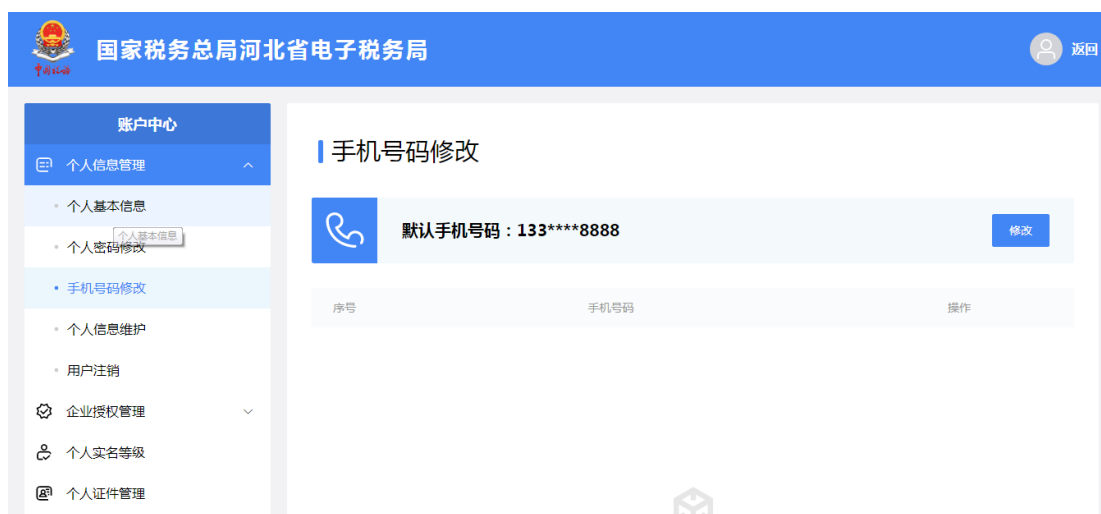 国家税务总局河北省电子税务局
中国税务
返回
账户中心
个人信息管理
个人基本信息
个人基本信息
个人密码修改
手机号码修改
个人信息维护
用户注销
企业授权管理
个人实名等级
个人证件管理
手机号码修改
默认手机号码：133****8888
修改
序号 手机号码 操作